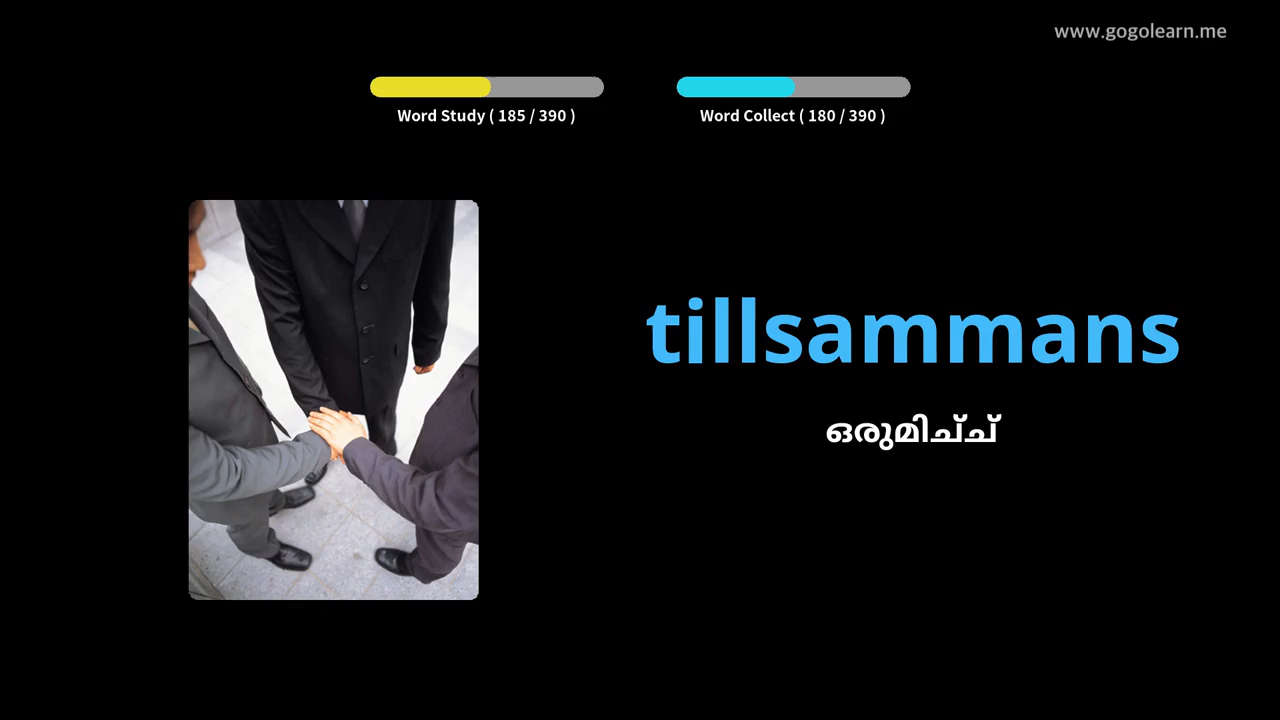 www.gogolearn.me
Word Study ( 185 / 390 )
Word Collect ( 180 / 390 )
tillsammans
ഒരുമിച്ച്